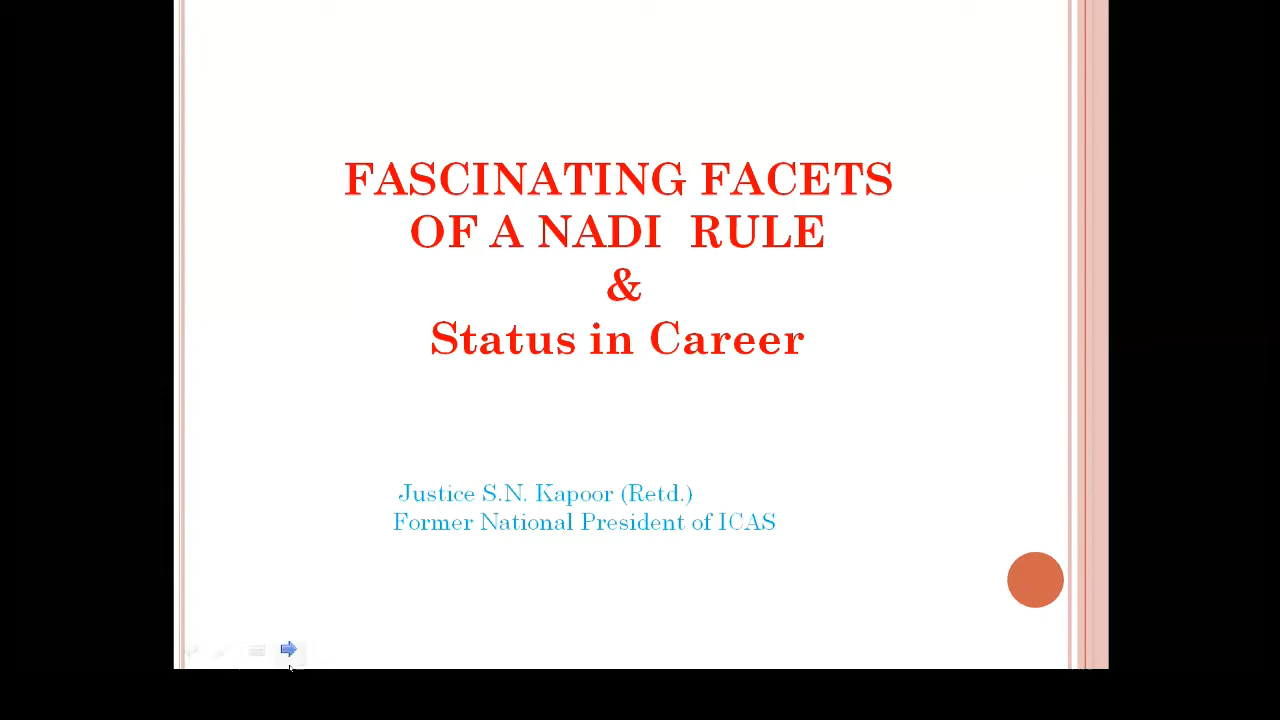 FASCINATING FACETS
OF A NADI RULE
&
Status in Career
Justice S.N. Kapoor (Retd.)
Former National President of ICAS